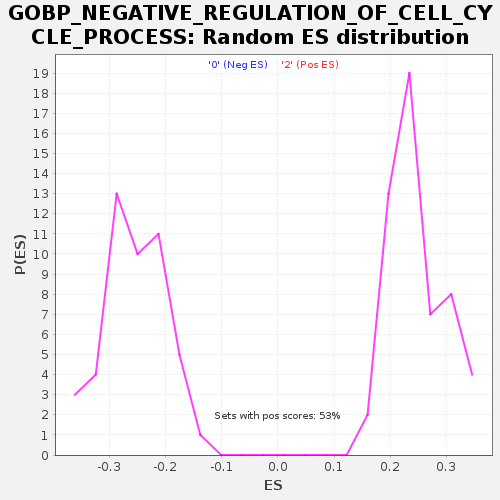 GOBP_NEGATIVE_REGULATION_OF_CELL_CY
CLE_PROCESS: Random ES distribution
'0' (Neg ES) '2' (Pos ES)
P(ES)
19
18
17
16
15
14
13
12
11
10
9
8
7
6
5
4
3
2
1
0
Sets with pos scores: 53%
-0.3 -0.2 -0.1 0.0 0.1 0.2 0.3
ES